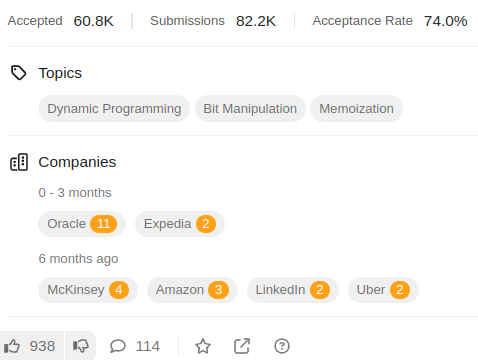 Accepted 60.8K Submissions 82.2K Acceptance Rate 74.0%
Topics
Dynamic Programming Bit Manipulation Memoization
Companies
0 - 3 months
Oracle 11 Expedia 2
6 months ago
McKinsey 4 Amazon 3 LinkedIn 2 Uber 2
938 114